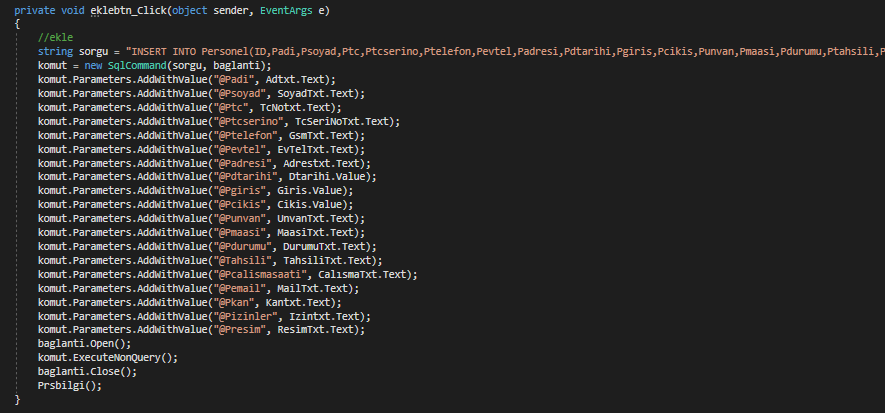 private void eklebtn_Click(object sender, EventArgs e)
{
//ekle
string sorgu = "INSERT INTO Personel(ID,Padi,Psoyad,Ptc,Ptcserino,Ptelefon,Pevtel,Padresi,Pdtarihi,Pgiris,Pcikis,Punvan,Pmaasi,Pdurumu,Ptahsili,P
komut = new SqlCommand(sorgu, baglanti);
komut.Parameters.AddWithValue("@Padi", Adtxt.Text);
komut.Parameters.AddWithValue("@Psoyad", SoyadTxt.Text);
komut.Parameters.AddWithValue("@Ptc", TcNotxt.Text);
komut.Parameters.AddWithValue("@Ptcserino", TcSeriNoTxt.Text);
komut.Parameters.AddWithValue("@Ptelefon", GsmTxt.Text);
komut.Parameters.AddWithValue("@Pevtel", EvTelTxt.Text);
komut.Parameters.AddWithValue("@Padresi", Adrestxt.Text);
komut.Parameters.AddWithValue("@Pdtarihi", Dtarihi.Value);
komut.Parameters.AddWithValue("@Pgiris", Giris.Value);
komut.Parameters.AddWithValue("@Pcikis", Cikis.Value);
komut.Parameters.AddWithValue("@Punvan", UnvanTxt.Text);
komut.Parameters.AddWithValue("@Pmaasi", MaasiTxt.Text);
komut.Parameters.AddWithValue("@Pdurumu", DurumuTxt.Text);
komut.Parameters.AddWithValue("@Tahsili", TahsiliTxt.Text);
komut.Parameters.AddWithValue("@Pcalismasaati", CalısmaTxt.Text);
komut.Parameters.AddWithValue("@Pemail", MailTxt.Text);
komut.Parameters.AddWithValue("@Pkan", Kantxt.Text);
komut.Parameters.AddWithValue("@Pizinler", Izintxt.Text);
komut.Parameters.AddWithValue("@Presim", ResimTxt.Text);
baglanti.Open();
komut.ExecuteNonQuery();
baglanti.Close();
Prsbilgi();
}